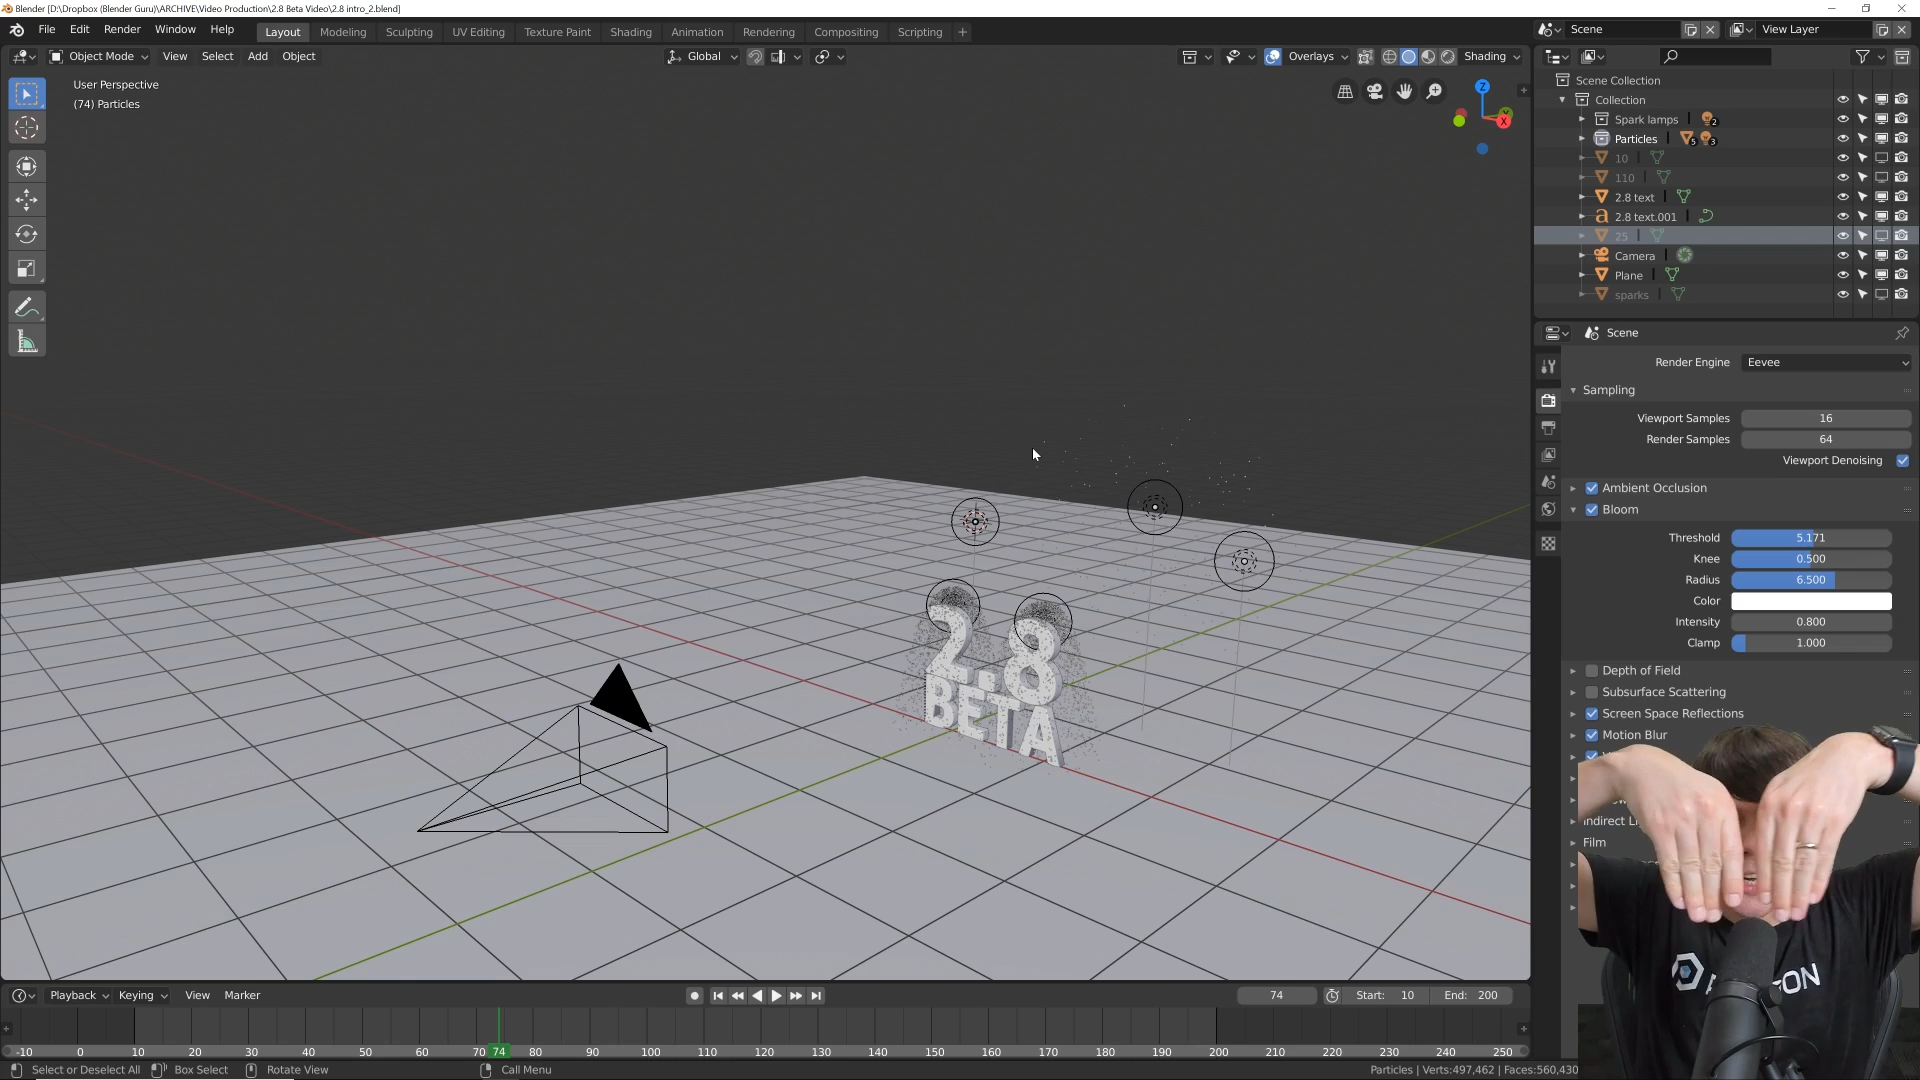 Blender [D:\Dropbox (Blender Guru)\ARCHIVE\Video Production\2.8 Beta Video\2.8 intro_2.blend]
File Edit Render Window Help Layout Modeling Sculpting UV Editing Texture Paint Shading Animation Rendering Compositing Scripting + Scene View Layer
Object Mode View Select Add Object Global Overlays Shading
User Perspective
(74) Particles
Z
Y
X
Scene Collection
Collection
Spark lamps 2
Particles 5 3
10
110
2.8 text
2.8 text.001
25
Camera
Plane
sparks
Scene
Render Engine Eevee
Sampling
Viewport Samples 16
Render Samples 64
Viewport Denoising
Ambient Occlusion
Bloom
Threshold 5.171
Knee 0.500
Radius 6.500
Color
Intensity 0.800
Clamp 1.000
Depth of Field
Subsurface Scattering
Screen Space Reflections
Motion Blur
Film
2.8
BETA
Playback Keying View Marker 74 Start: 10 End: 200
-10 0 10 20 30 40 50 60 70 74 80 90 100 110 120 130 140 150 160 170 180 190 200 210 220 230 240 250
Select or Deselect All Box Select Rotate View Call Menu Particles | Verts:497,462 | Faces:560,430